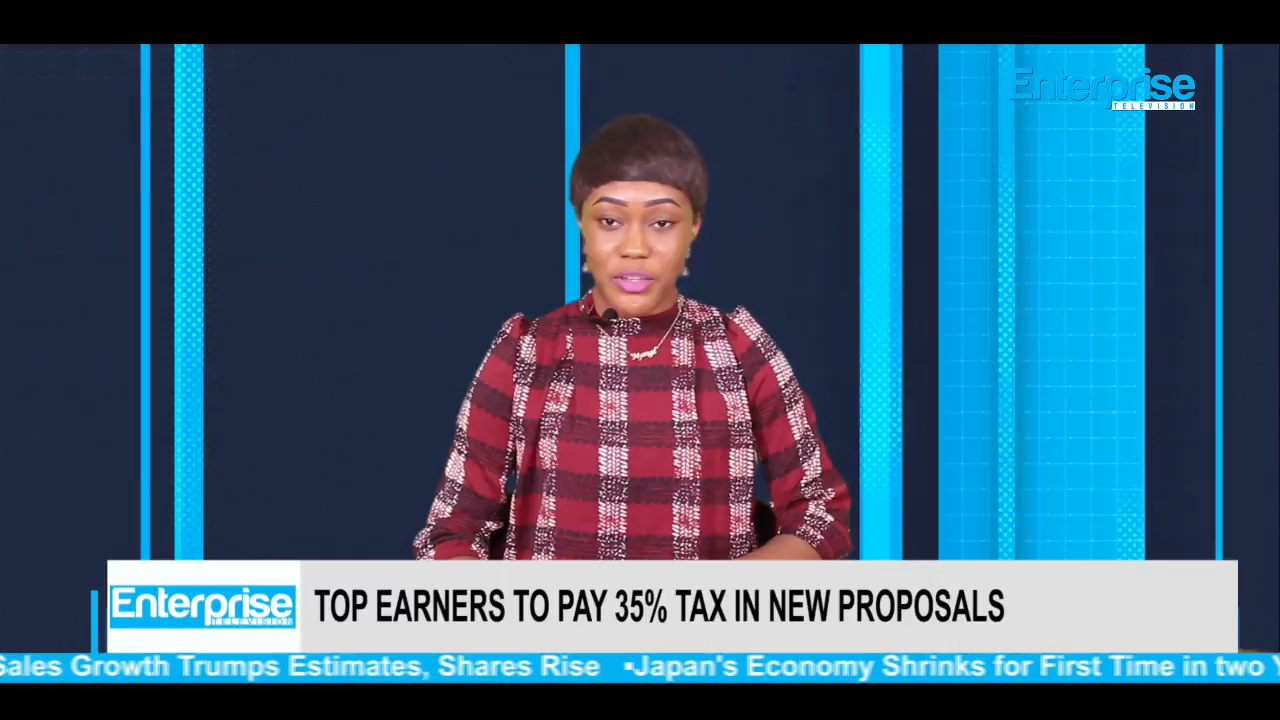 Enterprise
TELEVISION
Enterprise
TELEVISION
TOP EARNERS TO PAY 35% TAX IN NEW PROPOSALS
Sales Growth Trumps Estimates, Shares Rise •Japan's Economy Shrinks for First Time in two